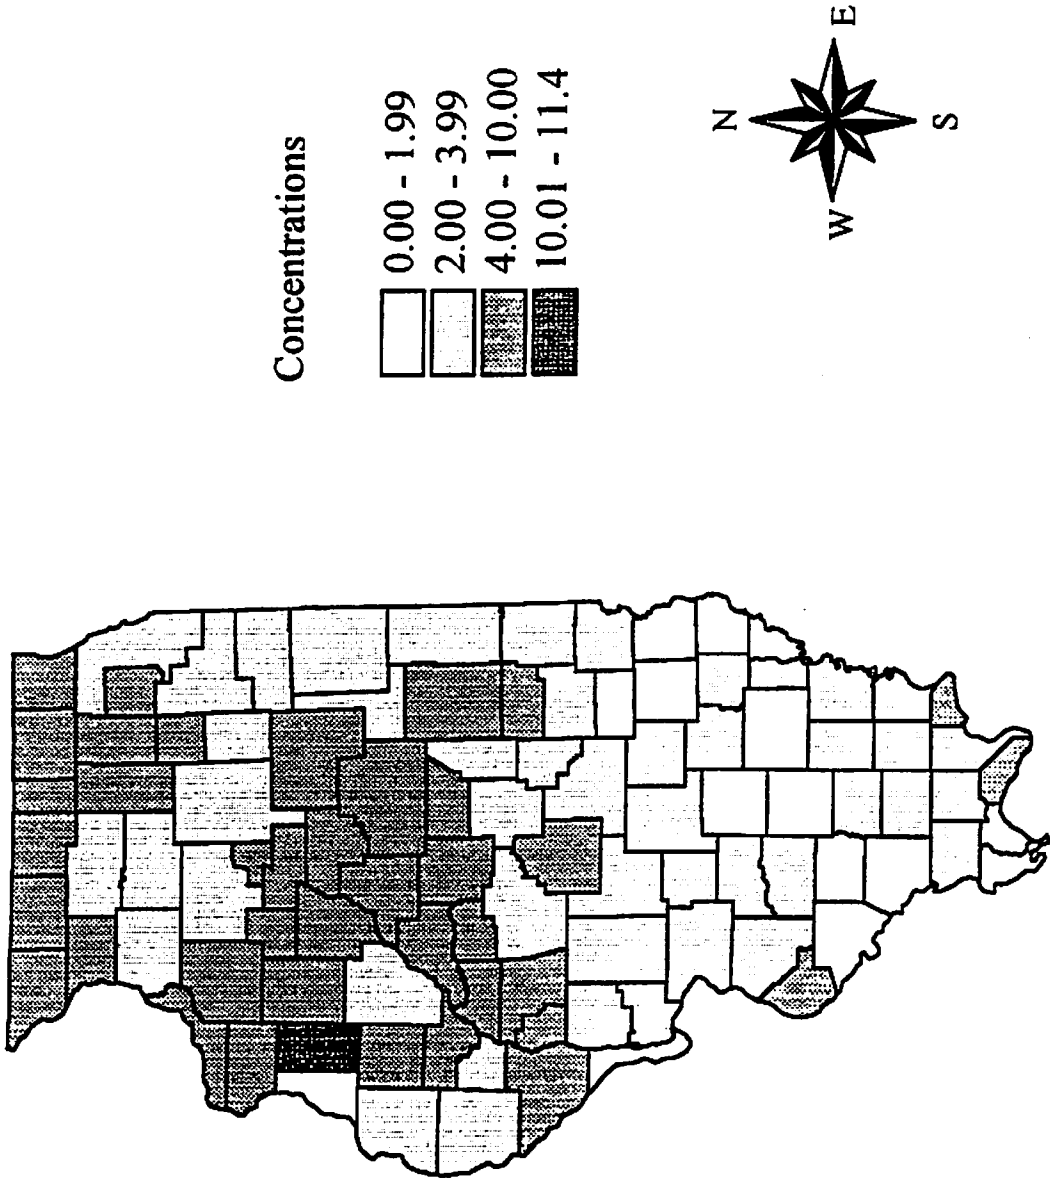 Concentrations
0.00 - 1.99
2.00 - 3.99
4.00 - 10.00
10.01 - 11.4
N
W
E
S